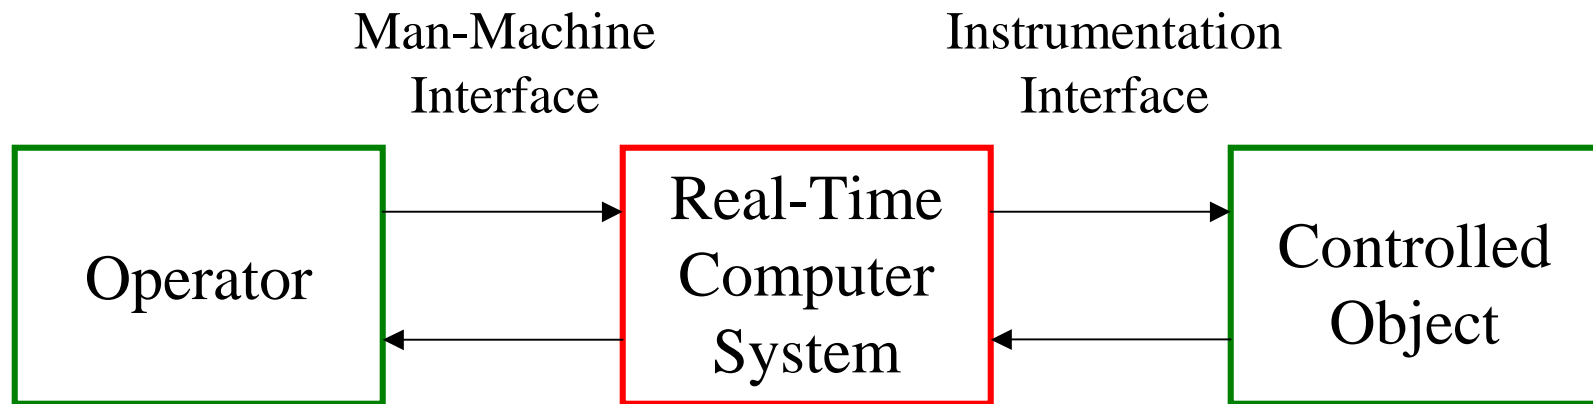 Man-Machine
Interface
Instrumentation
Interface
Operator
Real-Time
Computer
System
Controlled
Object